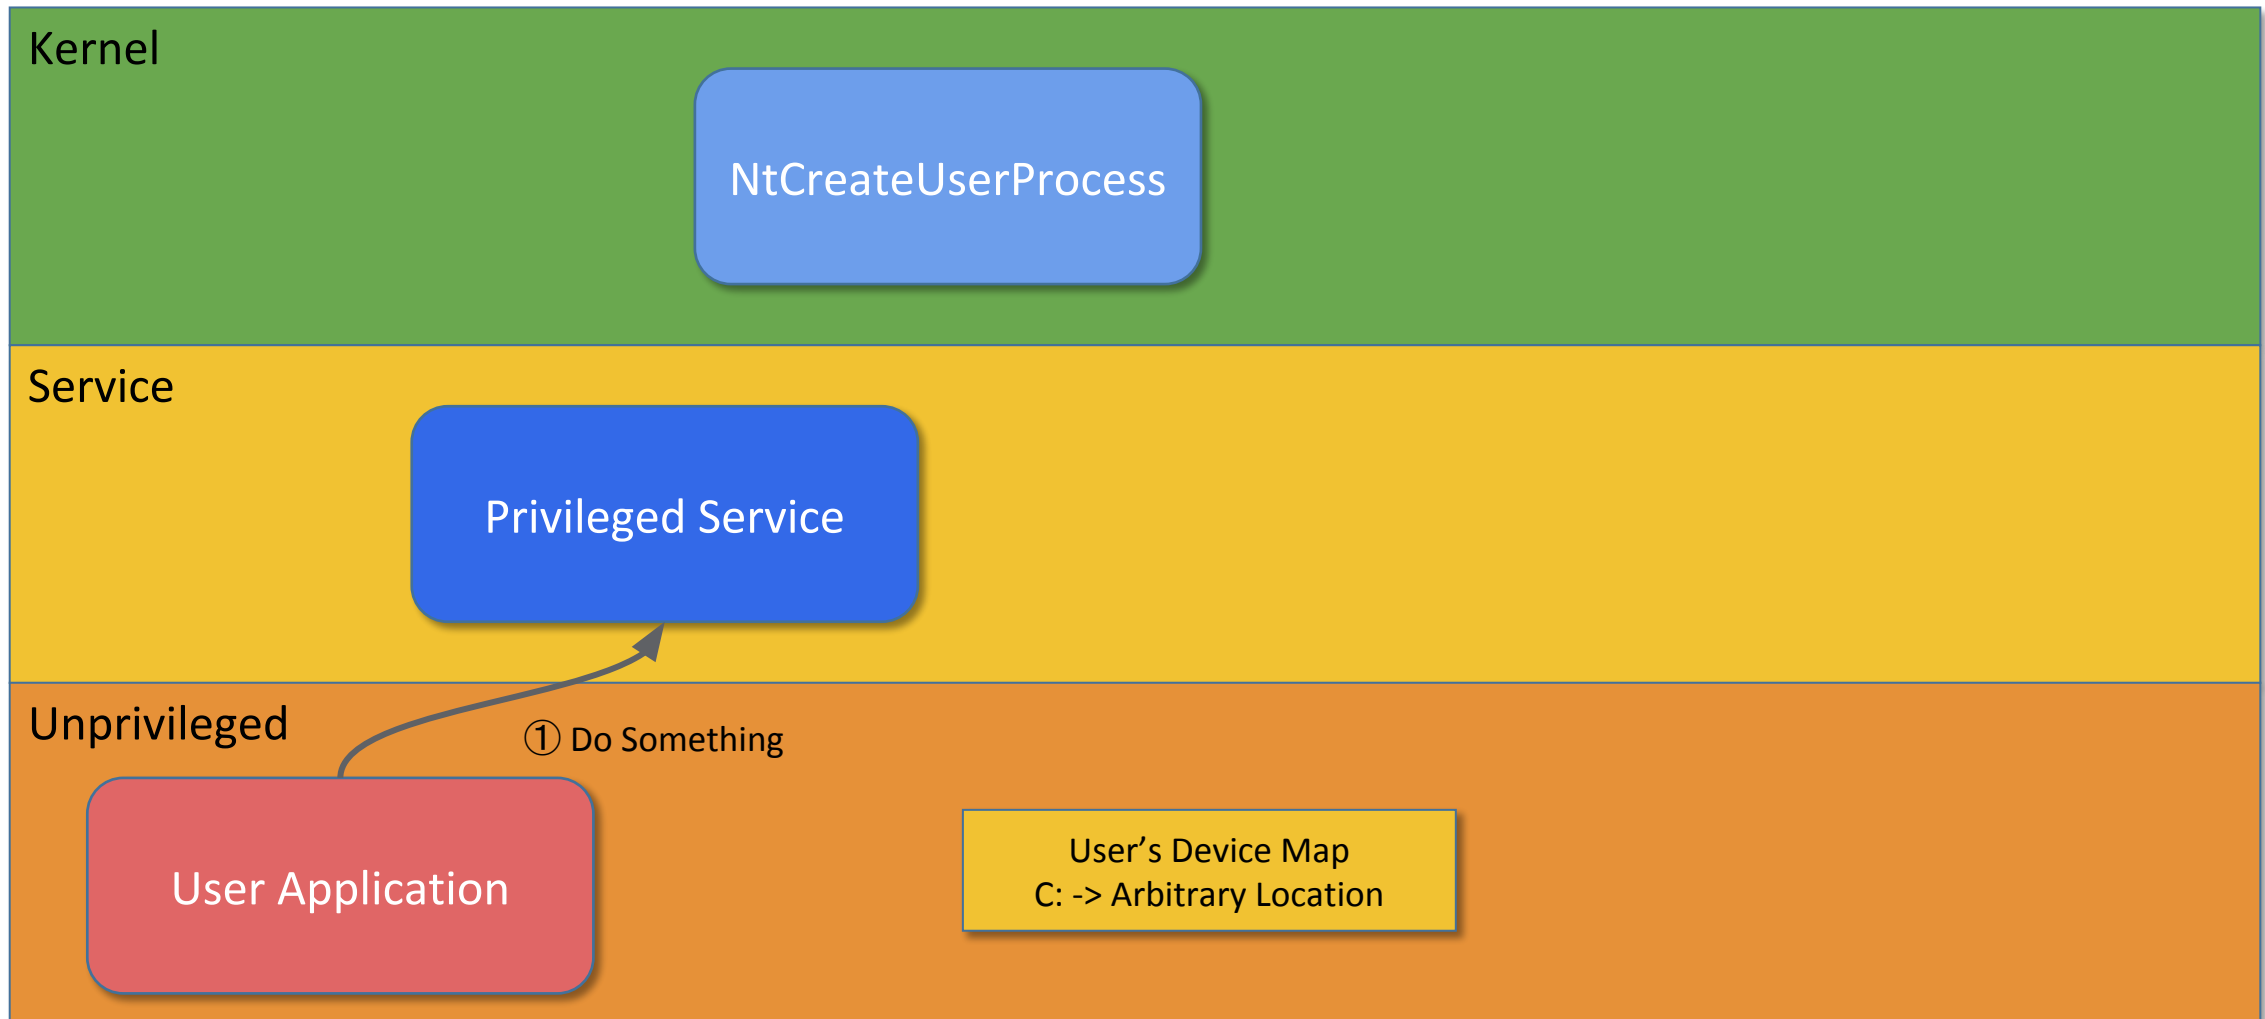 Kernel
NtCreateUserProcess
Service
Privileged Service
Unprivileged
① Do Something
User Application
User’s Device Map
C: -> Arbitrary Location